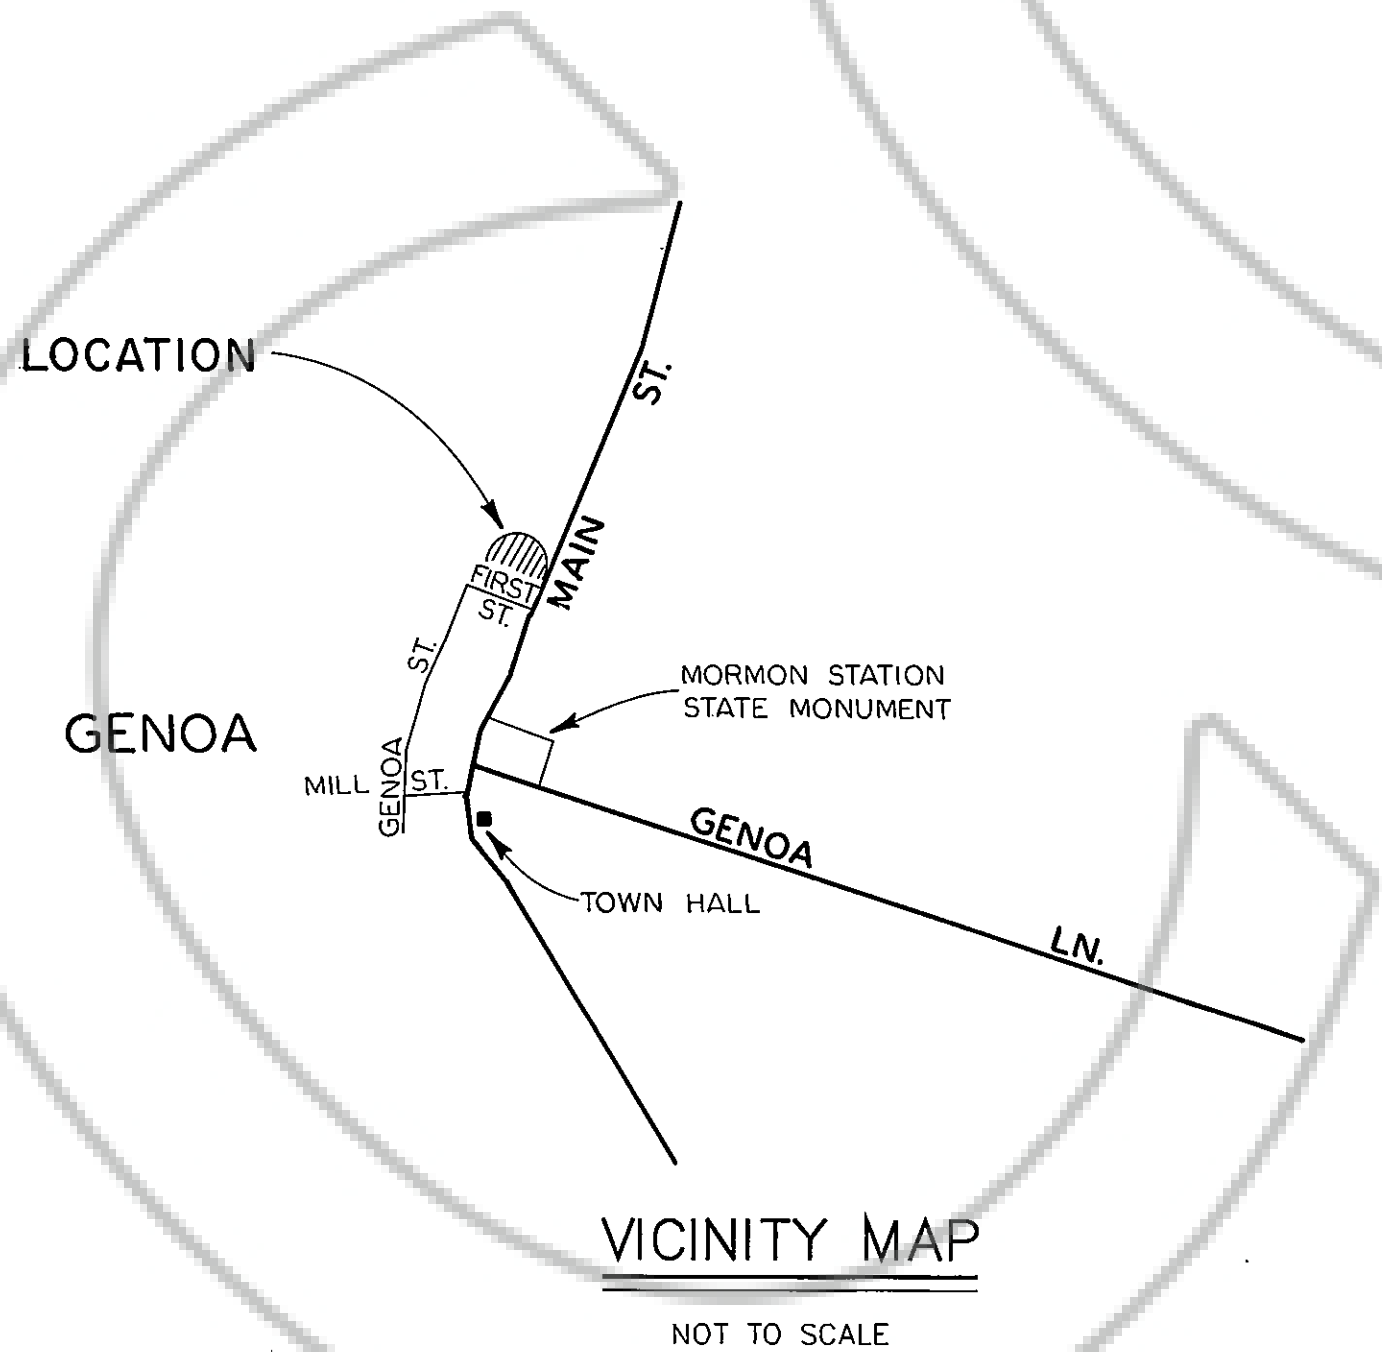 LOCATION
ST.
MAIN
FIRST
ST.
ST.
MORMON STATION
STATE MONUMENT
GENOA
GENOA
MILL ST.
GENOA
LN.
TOWN HALL
VICINITY MAP
NOT TO SCALE